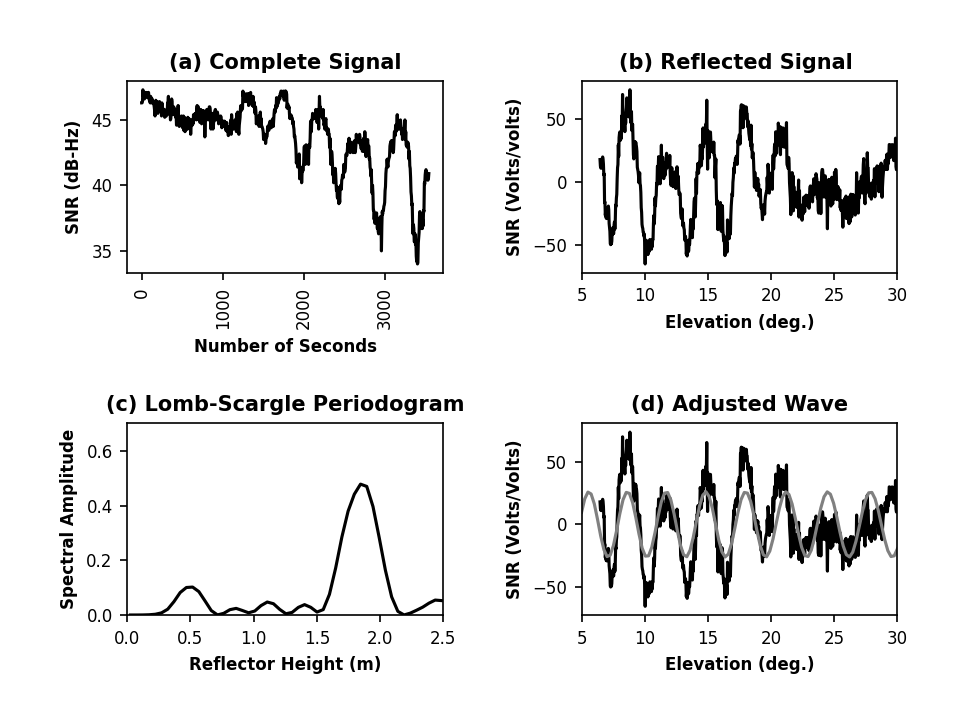 (a) Complete Signal
SNR (dB-Hz)
45
40
35
0
1000
2000
3000
Number of Seconds
(b) Reflected Signal
SNR (Volts/volts)
50
0
−50
5 10 15 20 25 30
Elevation (deg.)
(c) Lomb-Scargle Periodogram
Spectral Amplitude
0.6
0.4
0.2
0.0
0.0 0.5 1.0 1.5 2.0 2.5
Reflector Height (m)
(d) Adjusted Wave
SNR (Volts/Volts)
50
0
−50
5 10 15 20 25 30
Elevation (deg.)